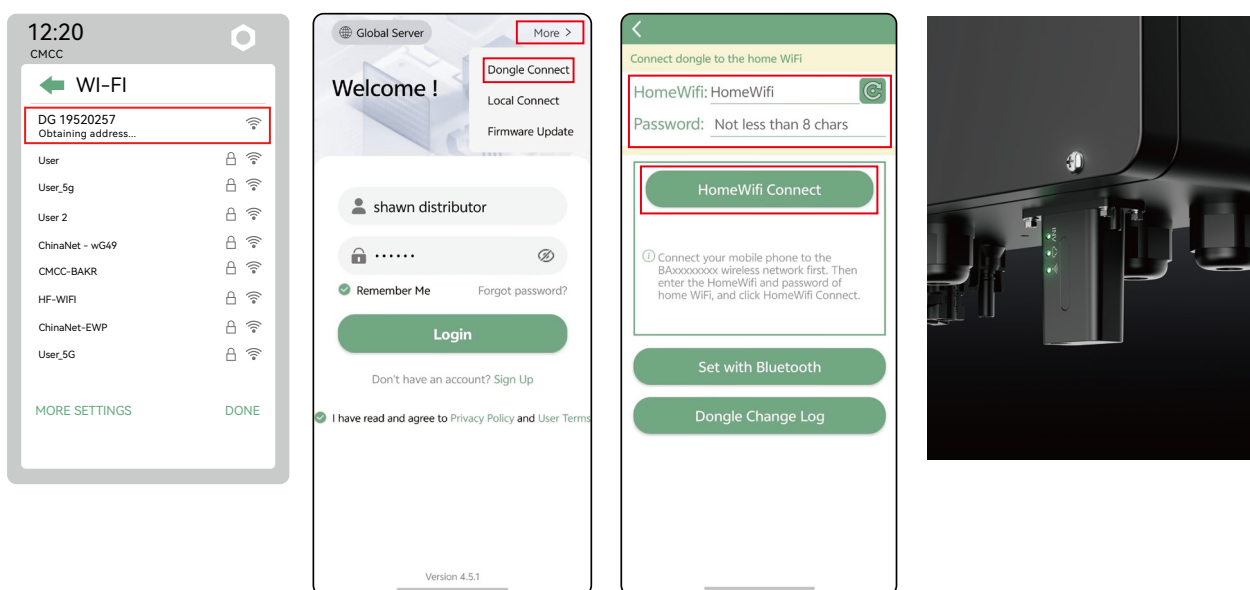 12:20
CMCC
WI-FI
DG 19520257
Obtaining address...
User
User_5g
User 2
ChinaNet - wG49
CMCC-BAKR
HF-WIFI
ChinaNet-EWP
User_5G
MORE SETTINGS
DONE
Global Server
More >
Dongle Connect
Local Connect
Firmware Update
Welcome !
shawn distributor
••••••
Remember Me
Forgot password?
Login
Don't have an account? Sign Up
I have read and agree to Privacy Policy and User Terms
Version 4.5.1
Connect dongle to the home WiFi
HomeWifi: HomeWifi
Password: Not less than 8 chars
HomeWifi Connect
Connect your mobile phone to the
BAxxxxxxxx wireless network first. Then
enter the HomeWifi and password of
home WiFi, and click HomeWifi Connect.
Set with Bluetooth
Dongle Change Log
INV